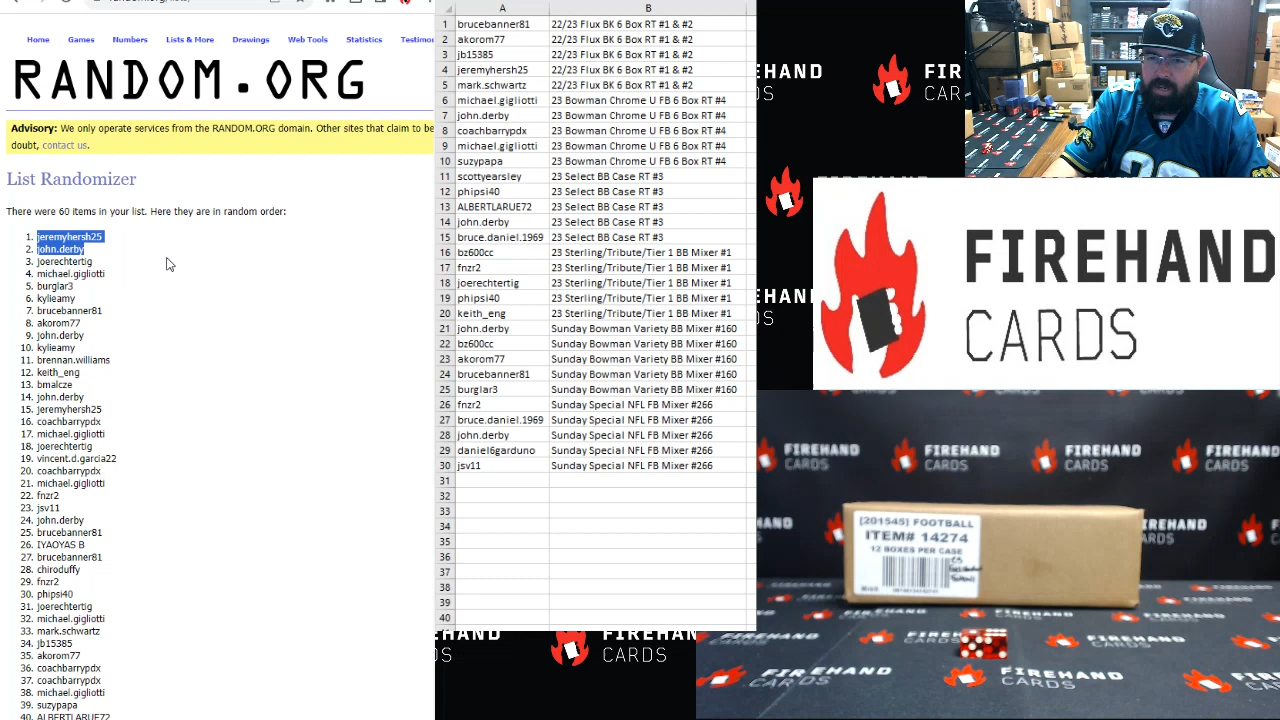 Home Games Numbers Lists & More Drawings Web Tools Statistics
RANDOM.ORG
Advisory: We only operate services from the RANDOM.ORG domain. Other sites that claim to be
doubt, contact us.
List Randomizer
There were 60 items in your list. Here they are in random order:
1. jeremyhersh25
2. john.derby
3. joerechtertig
4. michael.gigliotti
5. burglar3
6. kylieamy
7. brucebanner81
8. akorom77
9. john.derby
10. kylieamy
11. brennan.williams
12. keith_eng
13. bmalcze
14. john.derby
15. jeremyhersh25
16. coachbarrypdx
17. michael.gigliotti
18. joerechtertig
19. vincent.d.garcia22
20. coachbarrypdx
21. michael.gigliotti
22. fnzr2
23. jsv11
24. john.derby
25. brucebanner81
26. IYAOYAS B
27. brucebanner81
28. chiroduffy
29. fnzr2
30. phipsi40
31. joerechtertig
32. michael.gigliotti
33. mark.schwartz
34. jb15385
35. akorom77
36. coachbarrypdx
37. coachbarrypdx
38. michael.gigliotti
39. suzypapa
40. ALBERTLARUE72
A B
1 brucebanner81 22/23 Flux BK 6 Box RT #1 & #2
2 akorom77 22/23 Flux BK 6 Box RT #1 & #2
3 jb15385 22/23 Flux BK 6 Box RT #1 & #2
4 jeremyhersh25 22/23 Flux BK 6 Box RT #1 & #2
5 mark.schwartz 22/23 Flux BK 6 Box RT #1 & #2
6 michael.gigliotti 23 Bowman Chrome U FB 6 Box RT #4
7 john.derby 23 Bowman Chrome U FB 6 Box RT #4
8 coachbarrypdx 23 Bowman Chrome U FB 6 Box RT #4
9 michael.gigliotti 23 Bowman Chrome U FB 6 Box RT #4
10 suzypapa 23 Bowman Chrome U FB 6 Box RT #4
11 scottyearsley 23 Select BB Case RT #3
12 phipsi40 23 Select BB Case RT #3
13 ALBERTLARUE72 23 Select BB Case RT #3
14 john.derby 23 Select BB Case RT #3
15 bruce.daniel.1969 23 Select BB Case RT #3
16 bz600cc 23 Sterling/Tribute/Tier 1 BB Mixer #1
17 fnzr2 23 Sterling/Tribute/Tier 1 BB Mixer #1
18 joerechtertig 23 Sterling/Tribute/Tier 1 BB Mixer #1
19 phipsi40 23 Sterling/Tribute/Tier 1 BB Mixer #1
20 keith_eng 23 Sterling/Tribute/Tier 1 BB Mixer #1
21 john.derby Sunday Bowman Variety BB Mixer #160
22 bz600cc Sunday Bowman Variety BB Mixer #160
23 akorom77 Sunday Bowman Variety BB Mixer #160
24 brucebanner81 Sunday Bowman Variety BB Mixer #160
25 burglar3 Sunday Bowman Variety BB Mixer #160
26 fnzr2 Sunday Special NFL FB Mixer #266
27 bruce.daniel.1969 Sunday Special NFL FB Mixer #266
28 john.derby Sunday Special NFL FB Mixer #266
29 daniel6garduno Sunday Special NFL FB Mixer #266
30 jsv11 Sunday Special NFL FB Mixer #266
31
32
33
34
35
36
37
38
39
40
FIREHAND
CARDS
[201545] FOOTBALL
ITEM# 14274
12 BOXES PER CASE
FIREHAND
CARDS